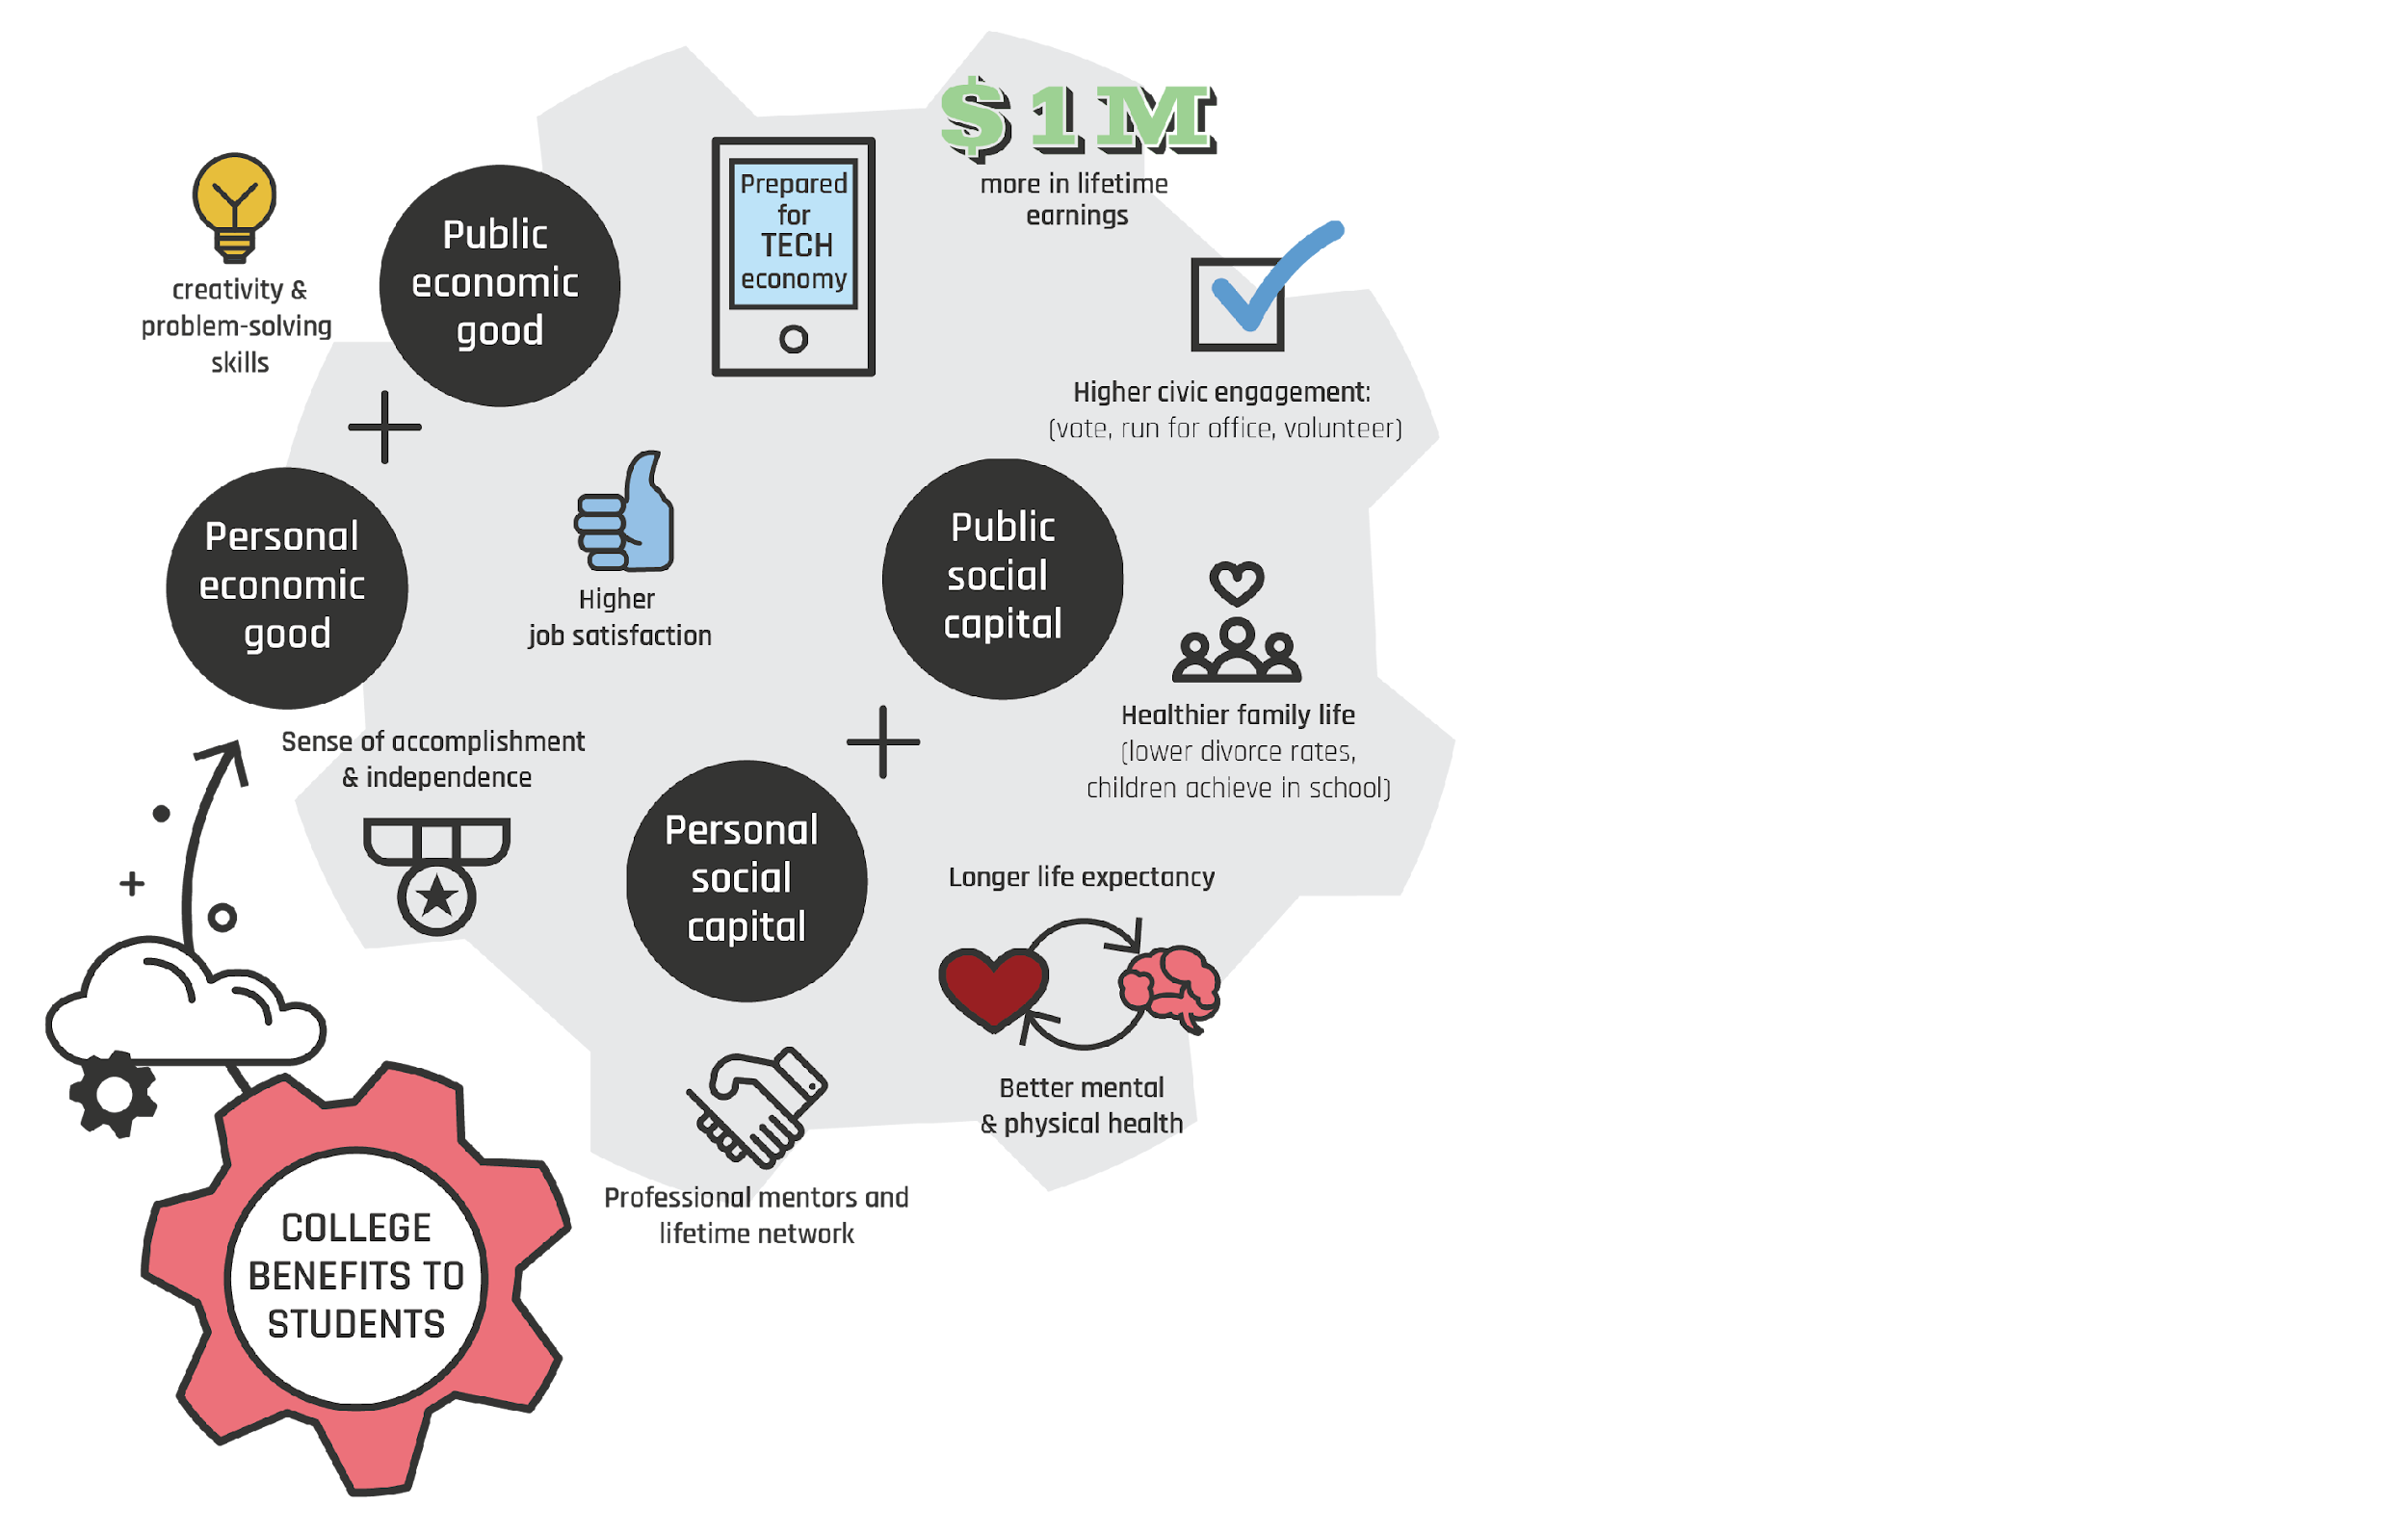 $1M
more in lifetime
earnings
Prepared
for
TECH
economy
creativity &
problem-solving
skills
Public
economic
good
Higher civic engagement:
(vote, run for office, volunteer)
Personal
economic
good
Higher
job satisfaction
Public
social
capital
Healthier family life
(lower divorce rates,
children achieve in school)
Sense of accomplishment
& independence
Personal
social
capital
Longer life expectancy
Better mental
& physical health
Professional mentors and
lifetime network
COLLEGE
BENEFITS TO
STUDENTS